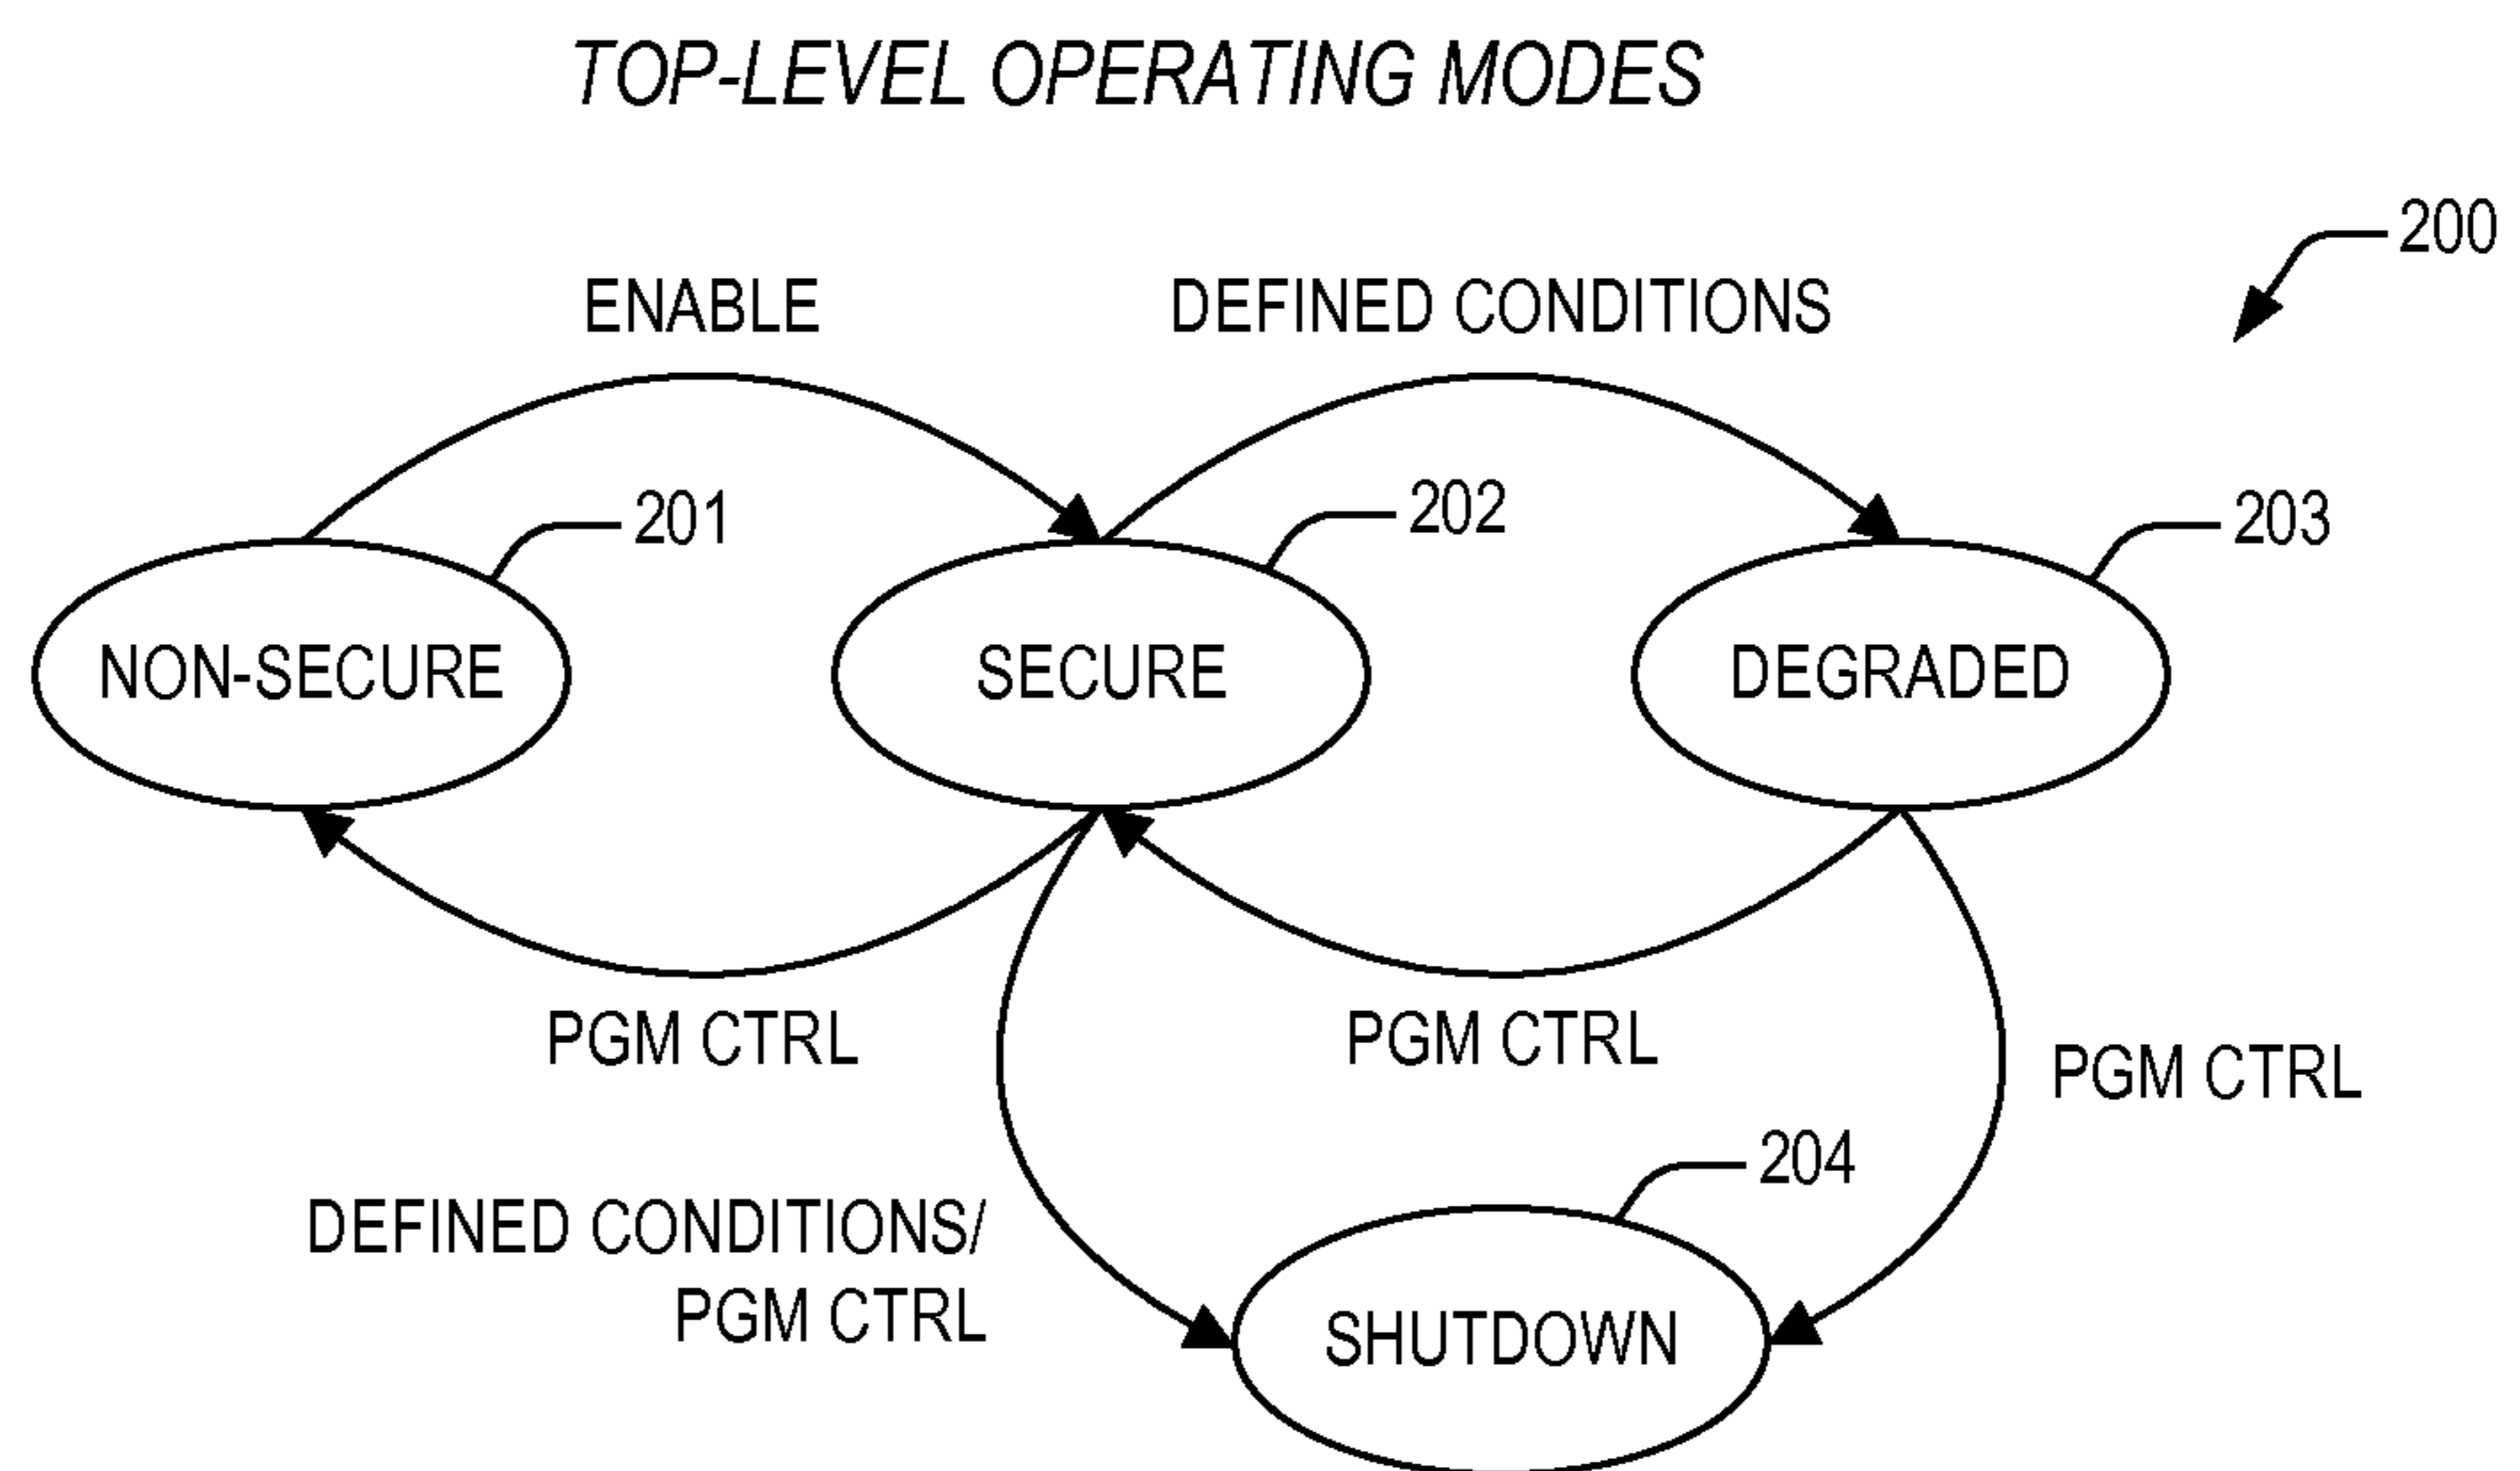 TOP-LEVEL OPERATING MODES
200
ENABLE
DEFINED CONDITIONS
201
202
203
NON-SECURE
SECURE
DEGRADED
PGM CTRL
PGM CTRL
PGM CTRL
204
DEFINED CONDITIONS/
PGM CTRL
SHUTDOWN